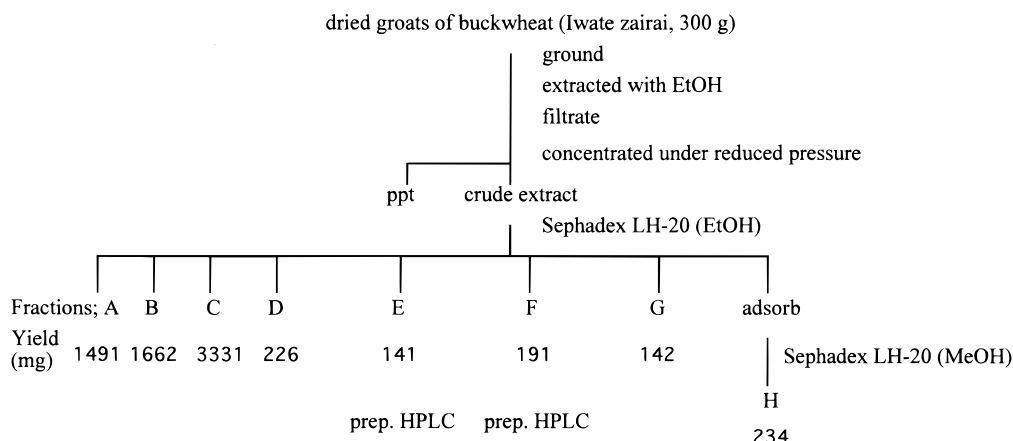 dried groats of buckwheat (Iwate zairai, 300 g)
ground
extracted with EtOH
filtrate
concentrated under reduced pressure
ppt crude extract
Sephadex LH-20 (EtOH)
Fractions; A B C D E F G adsorb
Yield
(mg) 1491 1662 3331 226 141 191 142 Sephadex LH-20 (MeOH)
H
prep. HPLC prep. HPLC
234